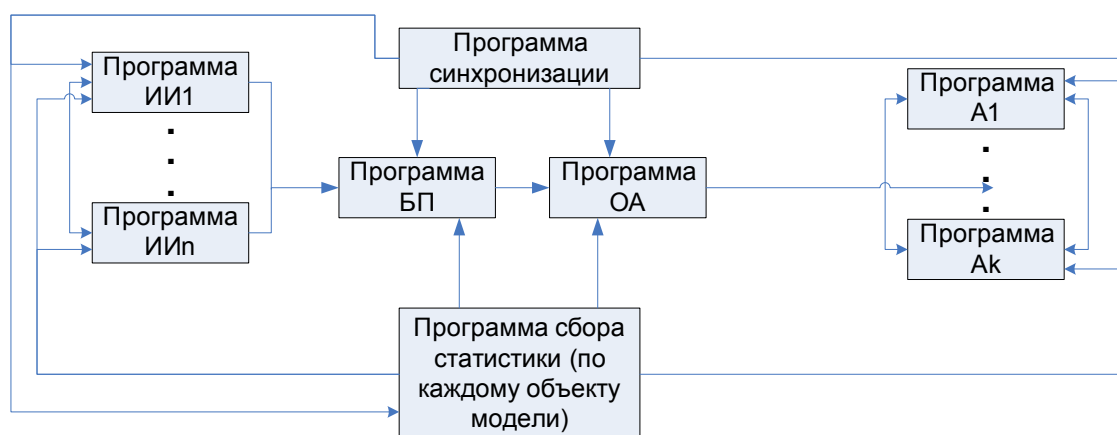 Программа
синхронизации
Программа
ИИ1
Программа
А1
Программа
БП
Программа
ОА
Программа
ИИn
Программа
Ak
Программа сбора
статистики (по
каждому объекту
модели)